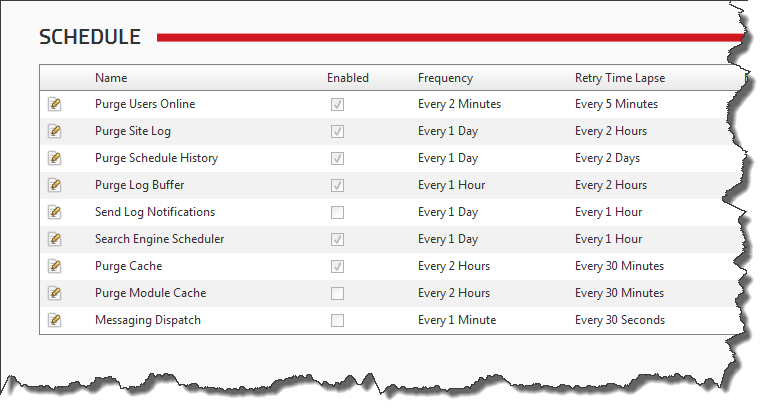 SCHEDULE
Name Enabled Frequency Retry Time Lapse
Purge Users Online Every 2 Minutes Every 5 Minutes
Purge Site Log Every 1 Day Every 2 Hours
Purge Schedule History Every 1 Day Every 2 Days
Purge Log Buffer Every 1 Hour Every 2 Hours
Send Log Notifications Every 1 Day Every 1 Hour
Search Engine Scheduler Every 1 Day Every 1 Hour
Purge Cache Every 2 Hours Every 30 Minutes
Purge Module Cache Every 2 Hours Every 30 Minutes
Messaging Dispatch Every 1 Minute Every 30 Seconds